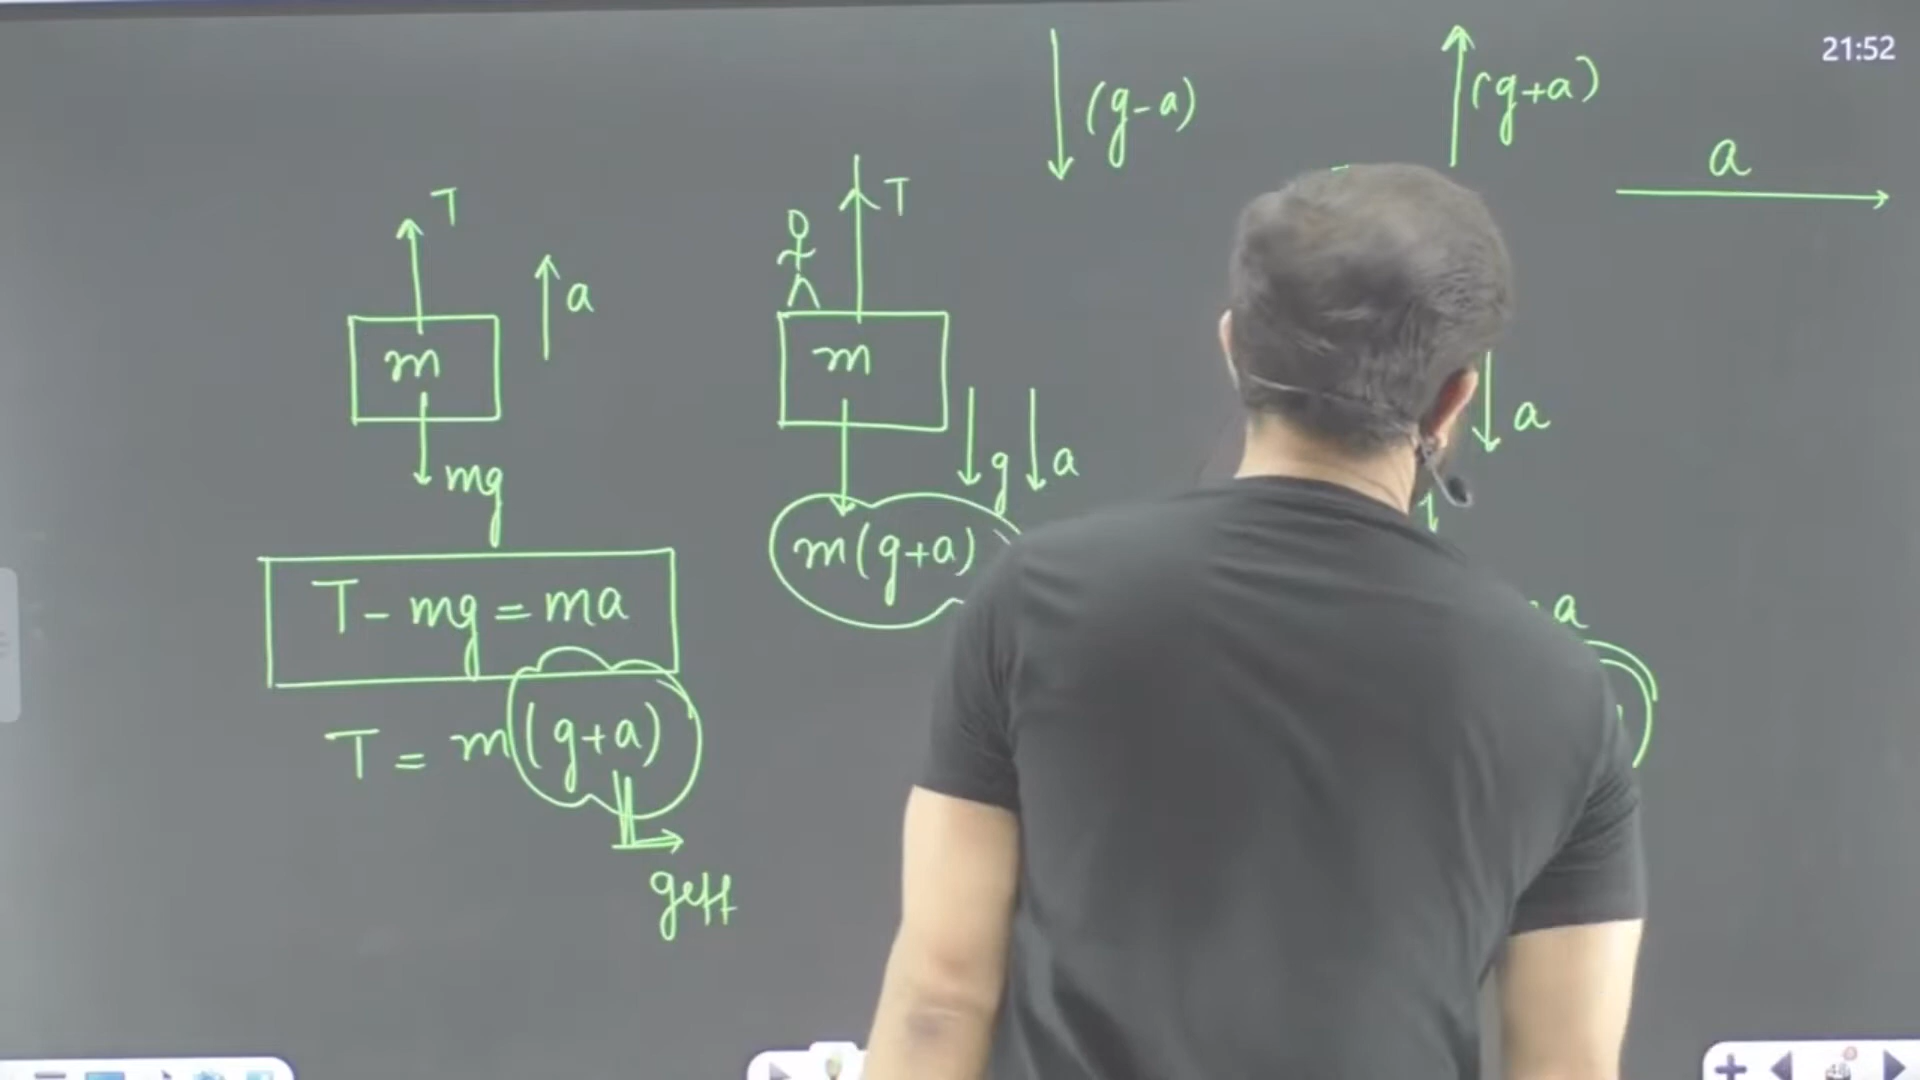 21:52
(g-a)
(g+a)
a
T
a
m
mg
T - mg = ma
T = m(g+a)
geff
T
m
g
a
m(g+a)
a
a